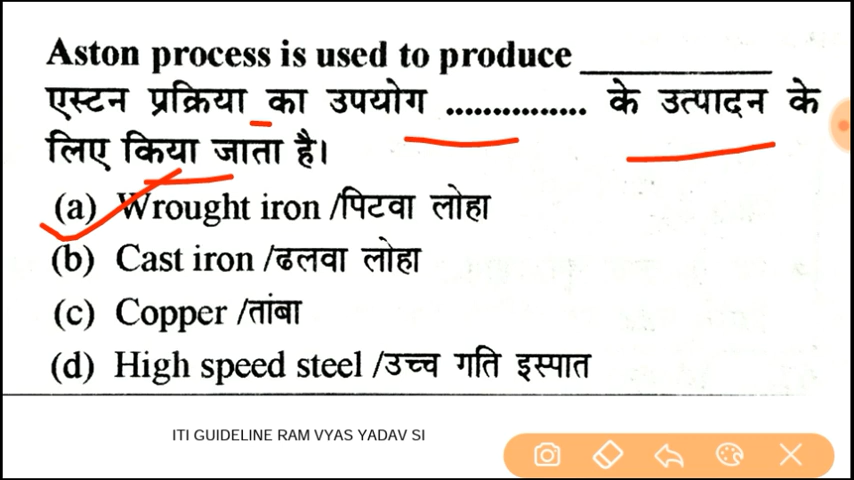 Aston process is used to produce ____________
एस्टन प्रक्रिया का उपयोग ................ के उत्पादन के
लिए किया जाता है।
(a) Wrought iron /पिटवा लोहा
(b) Cast iron /ढलवा लोहा
(c) Copper /तांबा
(d) High speed steel /उच्च गति इस्पात
ITI GUIDELINE RAM VYAS YADAV SI